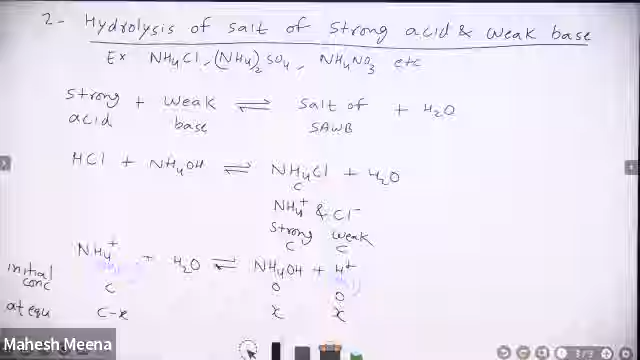 2- Hydrolysis of salt of strong acid & weak base
Ex NH4Cl, (NH4)2SO4, NH4NO3 etc
strong acid + weak base ⇌ salt of SAWB + H2O
HCl + NH4OH ⇌ NH4Cl + H2O
C
NH4+ & Cl-
strong weak
C C
NH4+ + H2O ⇌ NH4OH + H+
initial conc C O O
at equ C-x x x
Mahesh Meena
3/3